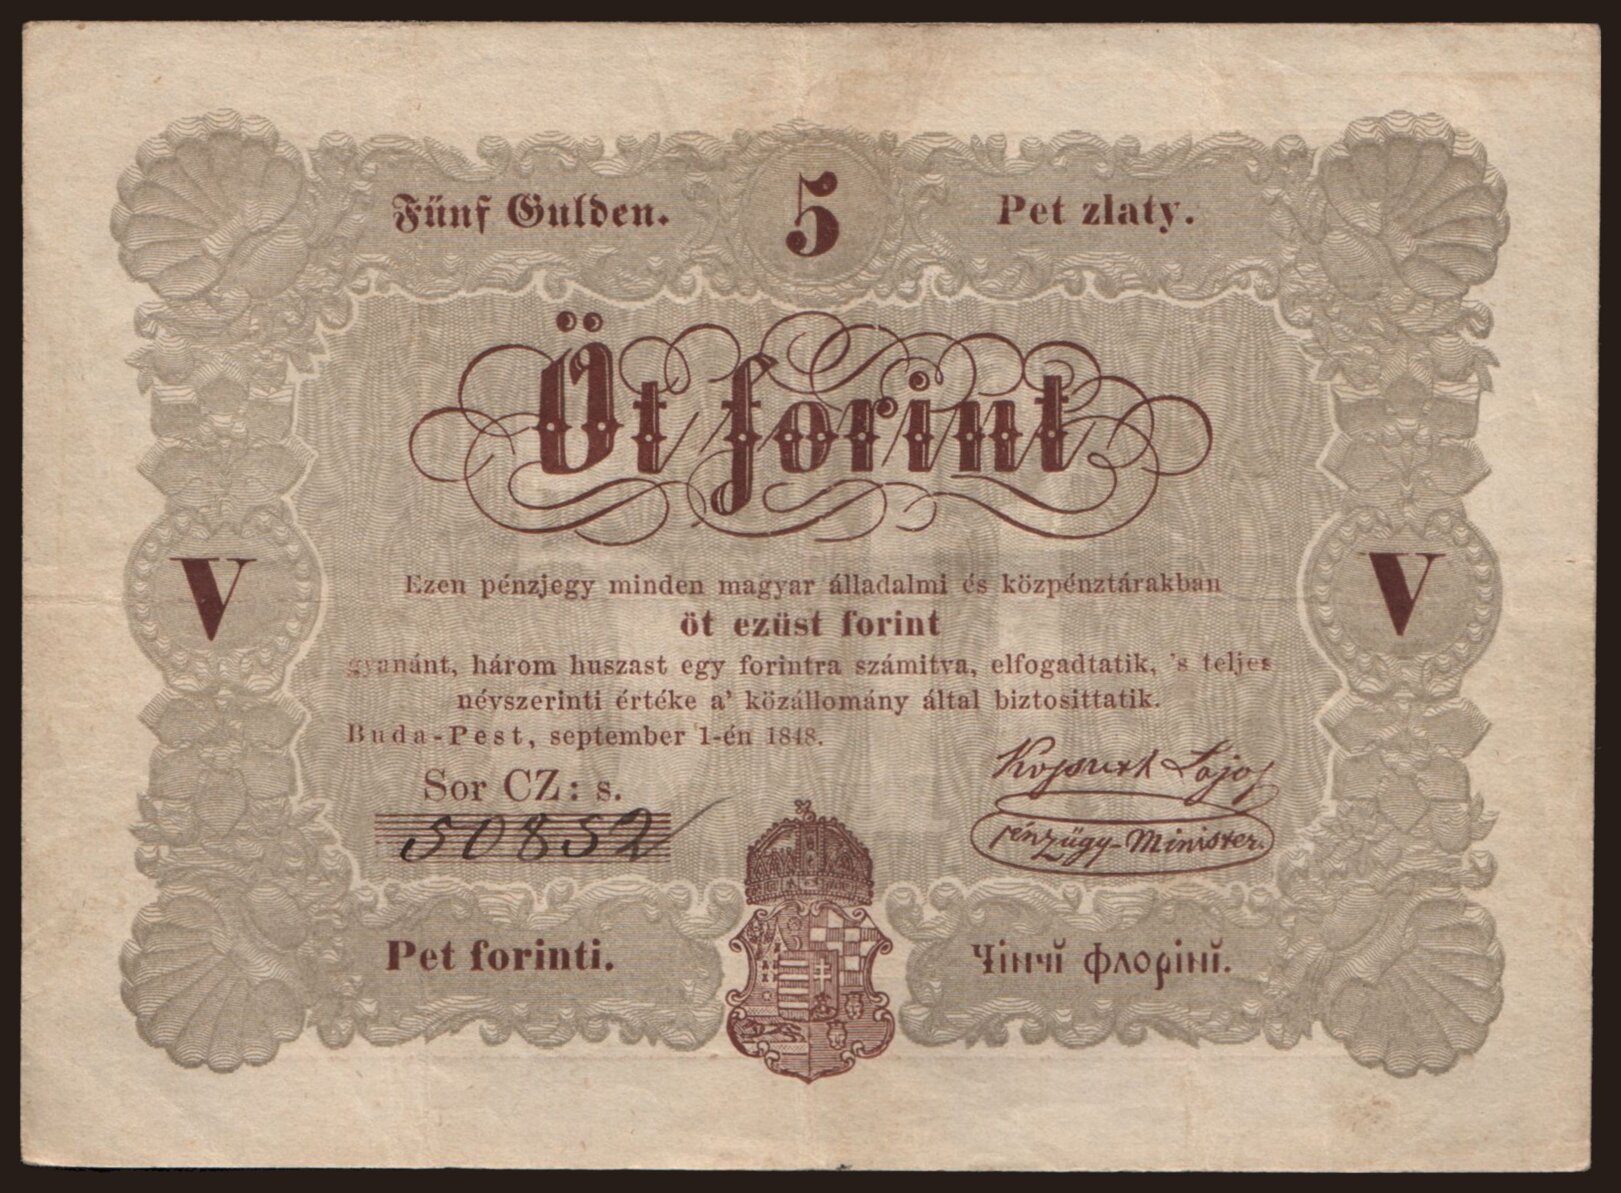 Fünf Gulden. 5 Pet zlaty.
Öt forint
V V
Ezen pénzjegy minden magyar álladalmi és közpénztárakban
öt ezüst forint
gyanánt, három huszast egy forintra számitva, elfogadtatik, 's teljes
névszerinti értéke a' közállomány által biztosittatik.
Buda-Pest, september 1-én 1848.
Sor CZ: s.
50852
Kossuth Lajos
pénzügy-Minister.
Pet forinti. Чінчĭ флорінĭ.